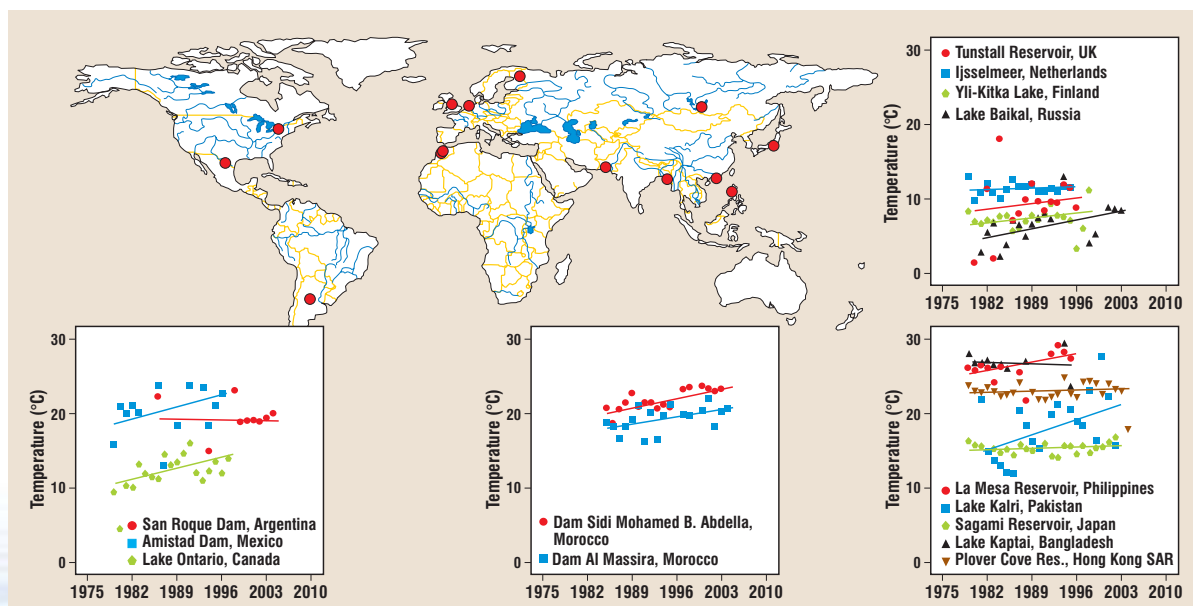 30
20
10
0
Temperature (°C)
1975 1982 1989 1996 2003 2010
Tunstall Reservoir, UK
Ijsselmeer, Netherlands
Yli-Kitka Lake, Finland
Lake Baikal, Russia
30
20
10
0
Temperature (°C)
1975 1982 1989 1996 2003 2010
San Roque Dam, Argentina
Amistad Dam, Mexico
Lake Ontario, Canada
30
20
10
0
Temperature (°C)
1975 1982 1989 1996 2003 2010
Dam Sidi Mohamed B. Abdella,
Morocco
Dam Al Massira, Morocco
30
20
10
0
Temperature (°C)
1975 1982 1989 1996 2003 2010
La Mesa Reservoir, Philippines
Lake Kalri, Pakistan
Sagami Reservoir, Japan
Lake Kaptai, Bangladesh
Plover Cove Res., Hong Kong SAR